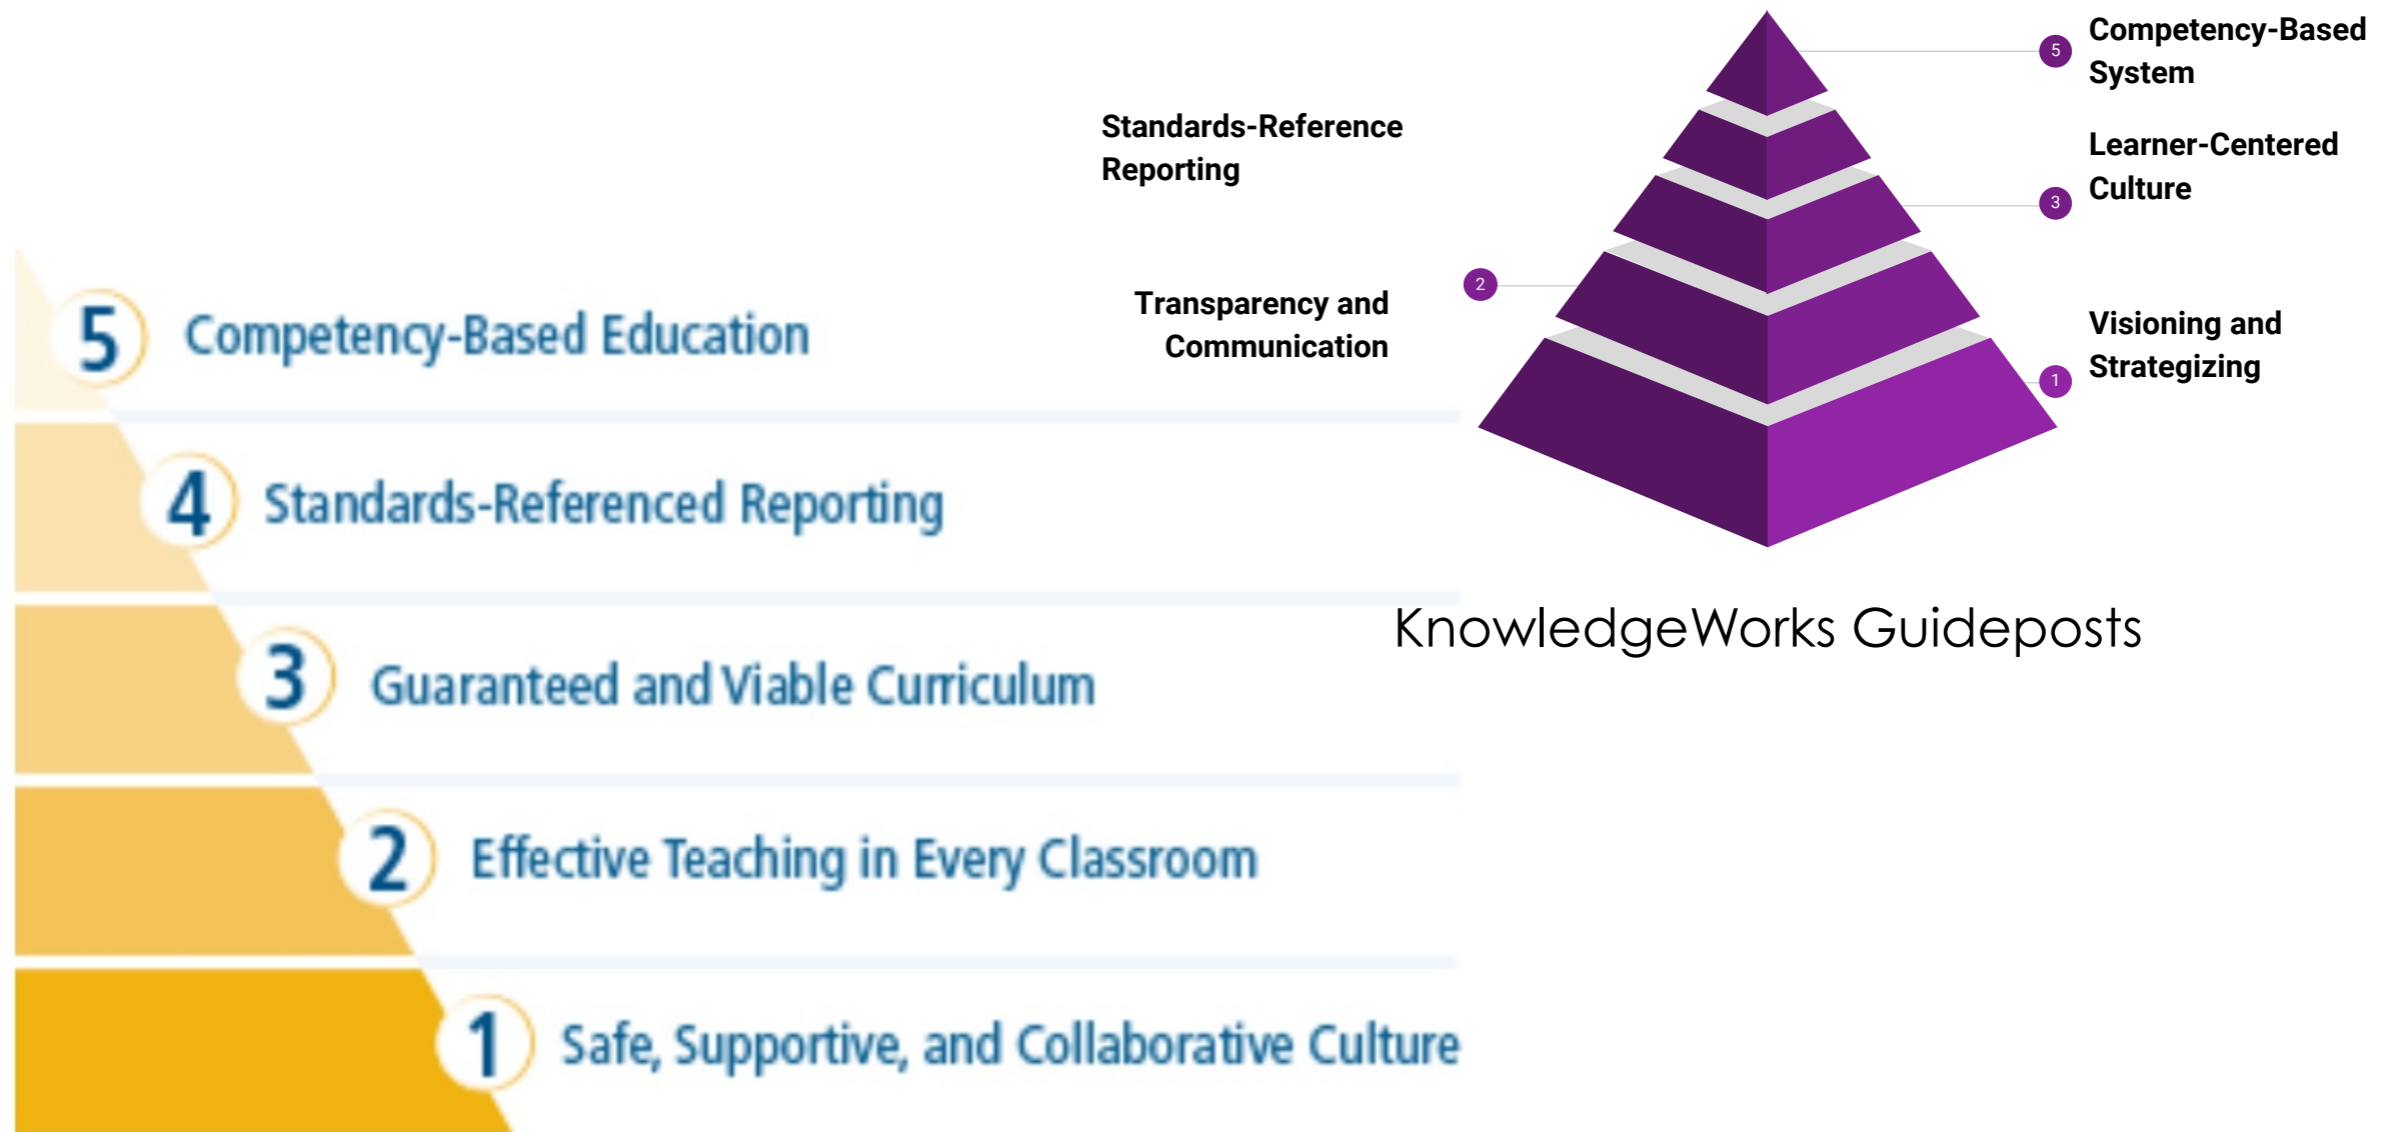 5 Competency-Based Education
4 Standards-Referenced Reporting
3 Guaranteed and Viable Curriculum
2 Effective Teaching in Every Classroom
1 Safe, Supportive, and Collaborative Culture
5
Competency-Based
System
Standards-Reference
Reporting
3
Learner-Centered
Culture
2
Transparency and
Communication
1
Visioning and
Strategizing
KnowledgeWorks Guideposts